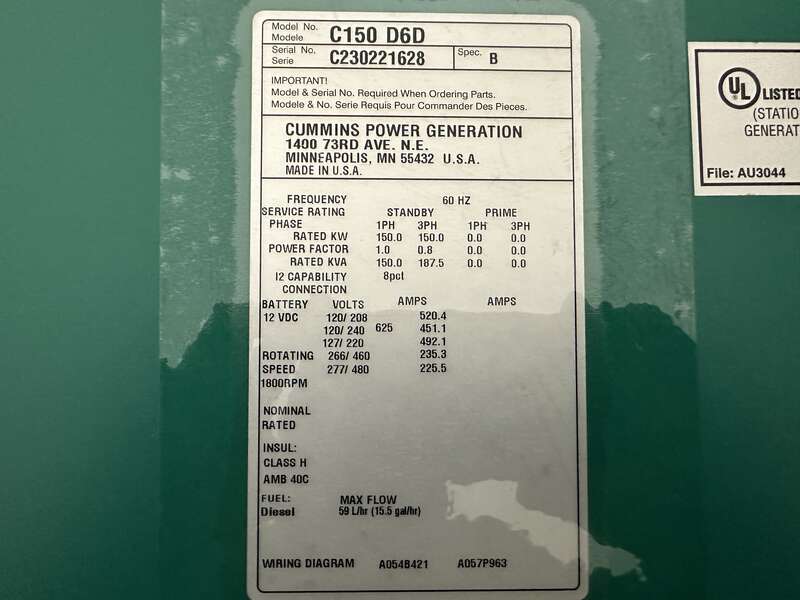 Model No. C150 D6D
Modele
Serial No. C230221628 Spec. B
Serie
IMPORTANT!
Model & Serial No. Required When Ordering Parts.
Modele & No. Serie Requis Pour Commander Des Pieces.
CUMMINS POWER GENERATION
1400 73RD AVE. N.E.
MINNEAPOLIS, MN 55432 U.S.A.
MADE IN U.S.A.
FREQUENCY 60 HZ
SERVICE RATING STANDBY PRIME
PHASE 1PH 3PH 1PH 3PH
RATED KW 150.0 150.0 0.0 0.0
POWER FACTOR 1.0 0.8 0.0 0.0
RATED KVA 150.0 187.5 0.0 0.0
I2 CAPABILITY 8pct
CONNECTION
BATTERY VOLTS AMPS AMPS
12 VDC 120/ 208 520.4
120/ 240 625 451.1
127/ 220 492.1
ROTATING 266/ 460 235.3
SPEED 277/ 480 225.5
1800RPM
NOMINAL
RATED
INSUL:
CLASS H
AMB 40C
FUEL: MAX FLOW
Diesel 59 L/hr (15.5 gal/hr)
WIRING DIAGRAM A054B421 A057P963
UL LISTED
(STATIO
GENERAT
File: AU3044